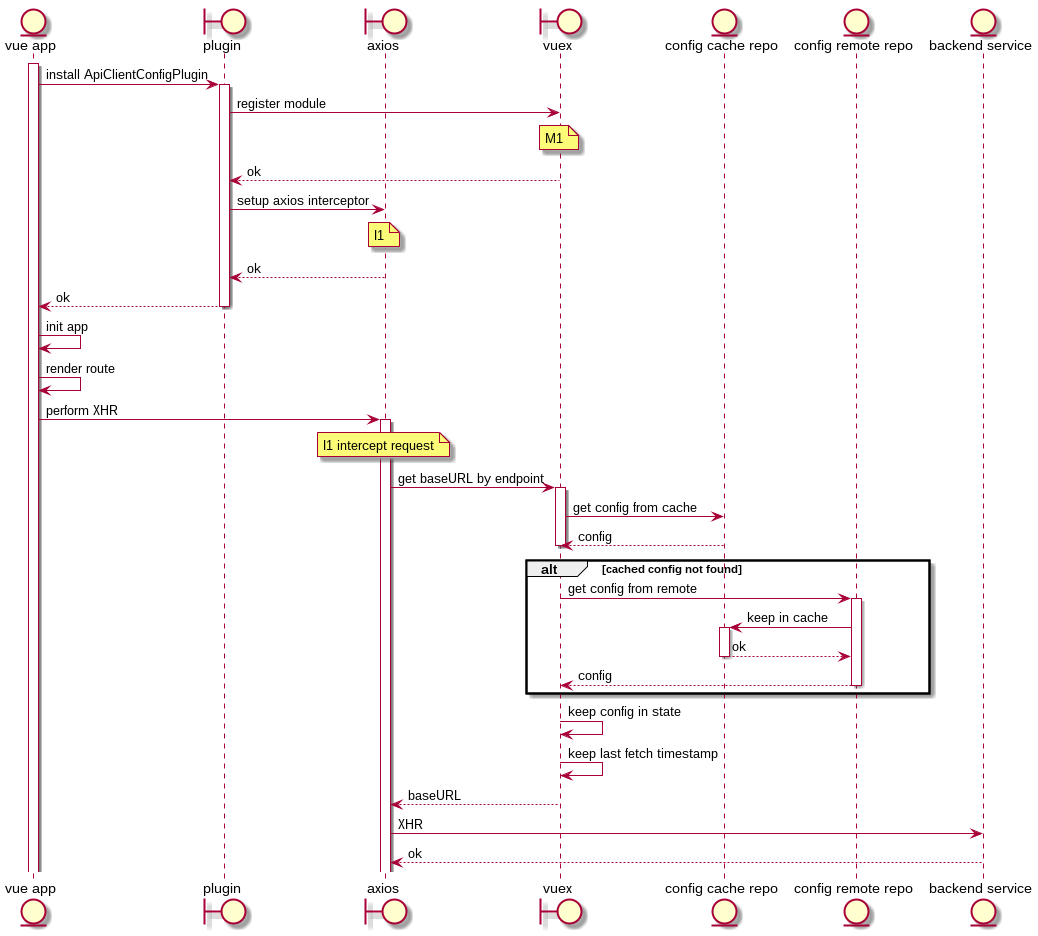 vue app
plugin
axios
vuex
config cache repo
config remote repo
backend service
install ApiClientConfigPlugin
register module
M1
ok
setup axios interceptor
I1
ok
ok
init app
render route
perform XHR
I1 intercept request
get baseURL by endpoint
get config from cache
config
alt
[cached config not found]
get config from remote
keep in cache
ok
config
keep config in state
keep last fetch timestamp
baseURL
XHR
ok
vue app
plugin
axios
vuex
config cache repo
config remote repo
backend service